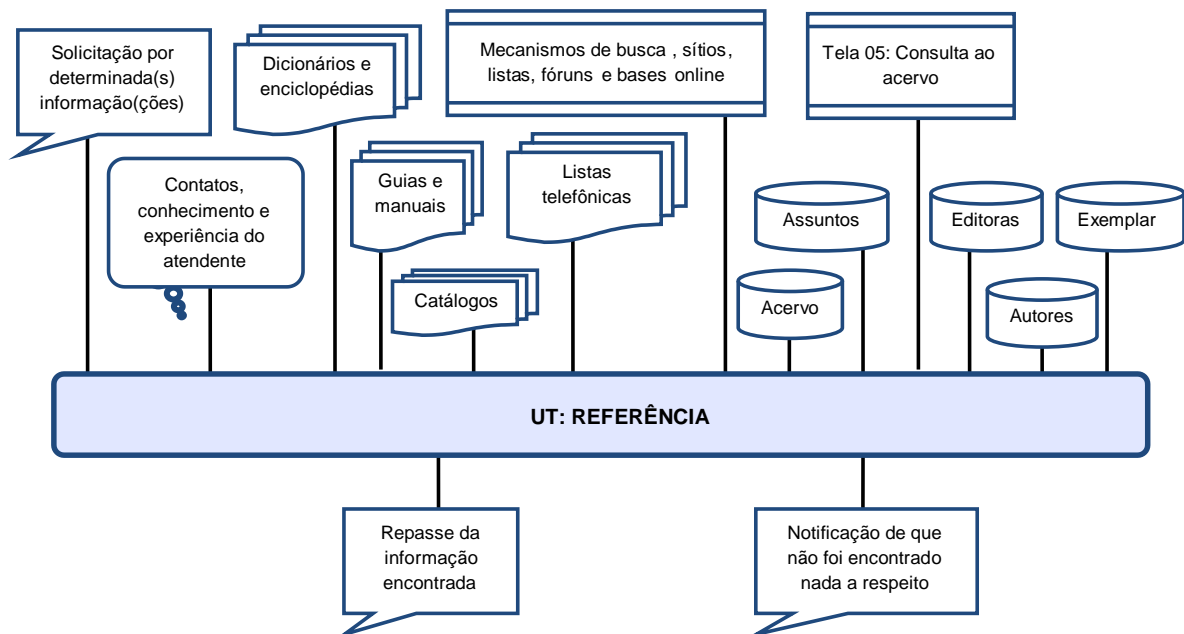 Solicitação por
determinada(s)
informação(ções)
Dicionários e
enciclopédias
Mecanismos de busca , sítios,
listas, fóruns e bases online
Tela 05: Consulta ao
acervo
Contatos,
conhecimento e
experiência do
atendente
Guias e
manuais
Listas
telefônicas
Assuntos
Editoras
Exemplar
Catálogos
Acervo
Autores
UT: REFERÊNCIA
Repasse da
informação
encontrada
Notificação de que
não foi encontrado
nada a respeito